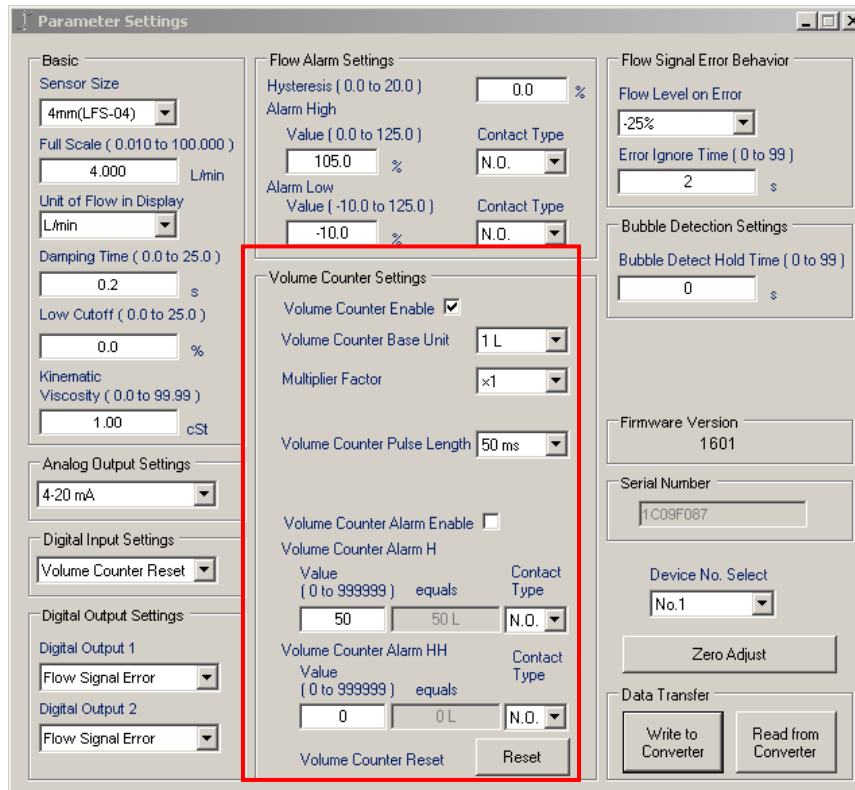 Parameter Settings
Basic
Sensor Size
4mm(LFS-04)
Full Scale ( 0.010 to 100.000 )
4.000 L/min
Unit of Flow in Display
L/min
Damping Time ( 0.0 to 25.0 )
0.2 s
Low Cutoff ( 0.0 to 25.0 )
0.0 %
Kinematic
Viscosity ( 0.0 to 99.99 )
1.00 cSt
Analog Output Settings
4-20 mA
Digital Input Settings
Volume Counter Reset
Digital Output Settings
Digital Output 1
Flow Signal Error
Digital Output 2
Flow Signal Error
Flow Alarm Settings
Hysteresis ( 0.0 to 20.0 ) 0.0 %
Alarm High
Value ( 0.0 to 125.0 ) Contact Type
105.0 % N.O.
Alarm Low
Value ( -10.0 to 125.0 ) Contact Type
-10.0 % N.O.
Volume Counter Settings
Volume Counter Enable
Volume Counter Base Unit 1 L
Multiplier Factor ×1
Volume Counter Pulse Length 50 ms
Volume Counter Alarm Enable
Volume Counter Alarm H
Value Contact
( 0 to 999999 ) equals Type
50 50 L N.O.
Volume Counter Alarm HH
Value Contact
( 0 to 999999 ) equals Type
0 0 L N.O.
Volume Counter Reset Reset
Flow Signal Error Behavior
Flow Level on Error
-25%
Error Ignore Time ( 0 to 99 )
2 s
Bubble Detection Settings
Bubble Detect Hold Time ( 0 to 99 )
0 s
Firmware Version
1601
Serial Number
1C09F087
Device No. Select
No.1
Zero Adjust
Data Transfer
Write to Converter
Read from Converter